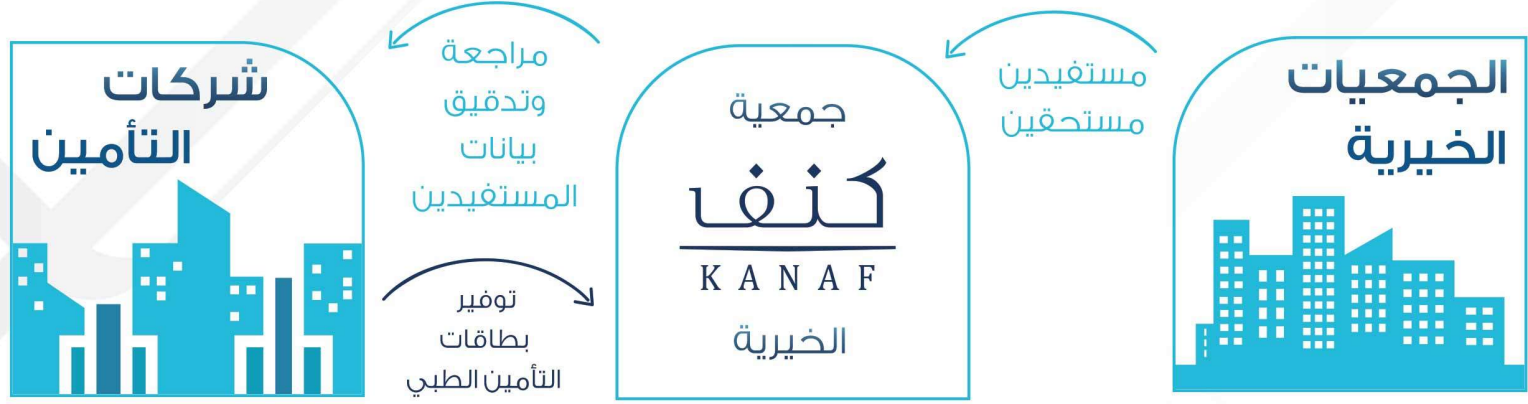 الجمعيات
الخيرية
مستفيدين
مستحقين
جمعية
كنف
KANAF
الخيرية
مراجعة
وتدقيق
بيانات
المستفيدين
توفير
بطاقات
التأمين الطبي
شركات
التأمين